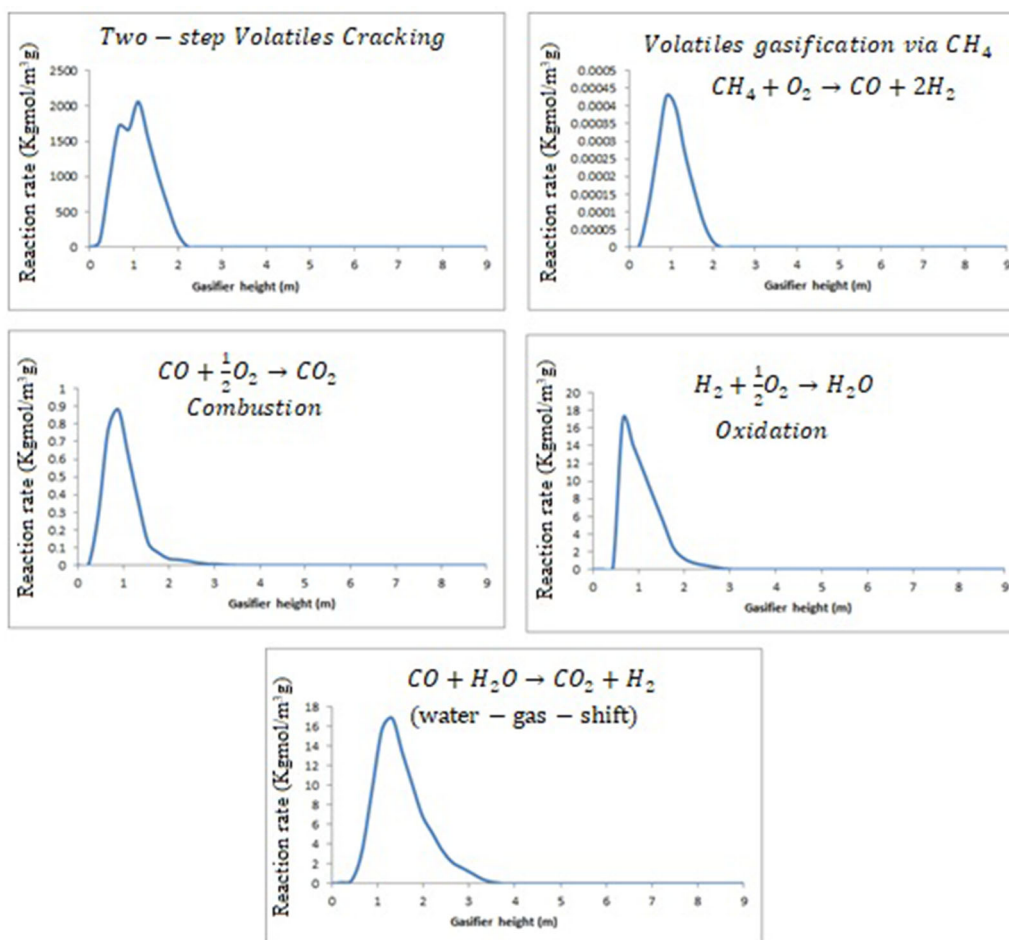 Two − step Volatiles Cracking
Reaction rate (Kgmol/m³g)
2500
2000
1500
1000
500
0
0 1 2 3 4 5 6 7 8 9
Gasifier height (m)
Volatiles gasification via CH₄
CH₄ + O₂ → CO + 2H₂
Reaction rate (Kgmol/m³g)
0.0005
0.00045
0.0004
0.00035
0.0003
0.00025
0.0002
0.00015
0.0001
0.00005
0
0 1 2 3 4 5 6 7 8 9
Gasifier height (m)
CO + 1/2 O₂ → CO₂
Combustion
Reaction rate (Kgmol/m³g)
1
0.9
0.8
0.7
0.6
0.5
0.4
0.3
0.2
0.1
0
0 1 2 3 4 5 6 7 8 9
Gasifier height (m)
H₂ + 1/2 O₂ → H₂O
Oxidation
Reaction rate (Kgmol/m³g)
20
18
16
14
12
10
8
6
4
2
0
0 1 2 3 4 5 6 7 8 9
Gasifier height (m)
CO + H₂O → CO₂ + H₂
(water − gas − shift)
Reaction rate (Kgmol/m³g)
18
16
14
12
10
8
6
4
2
0
0 1 2 3 4 5 6 7 8 9
Gasifier height (m)